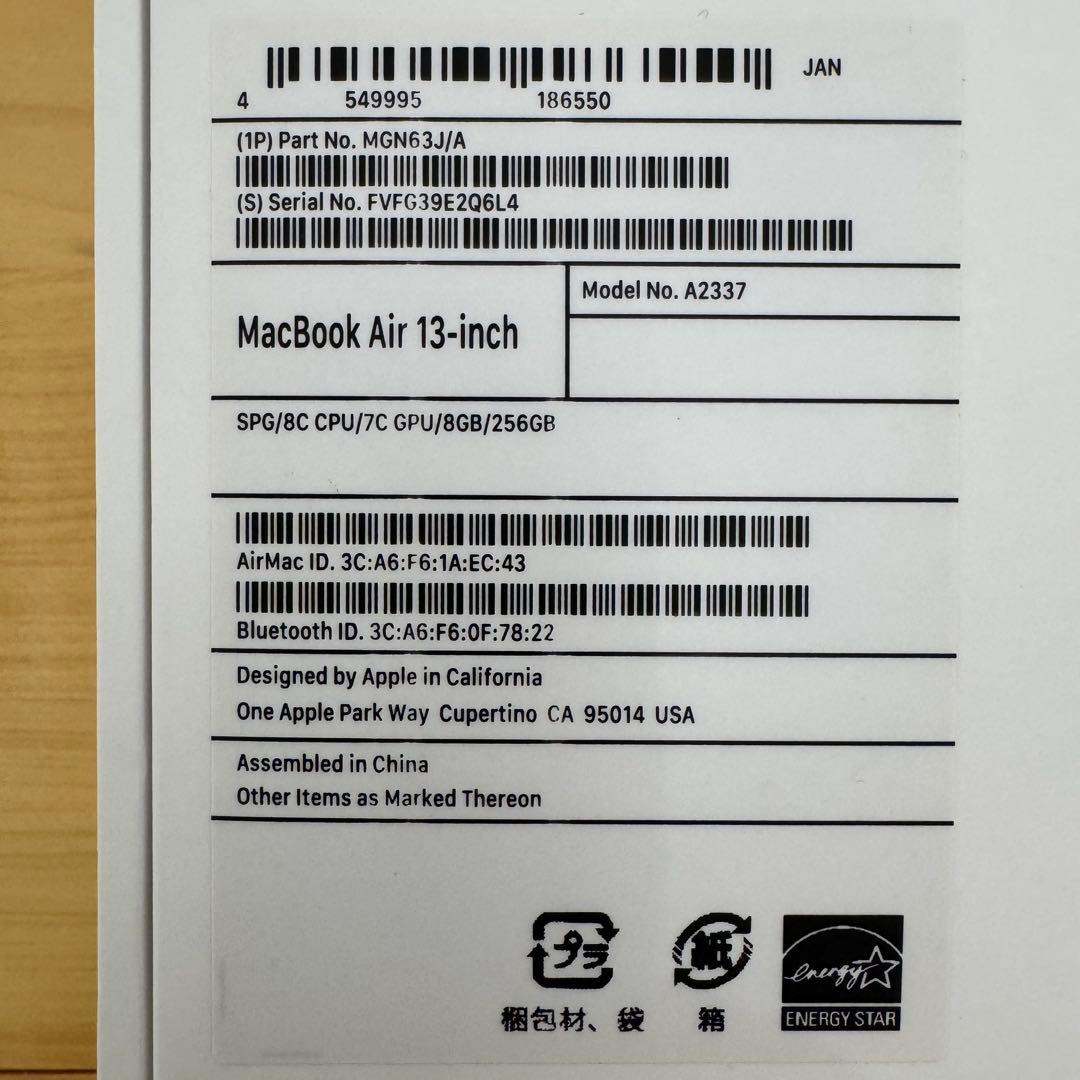 JAN
4 549995 186550
(1P) Part No. MGN63J/A
(S) Serial No. FVFG39E2Q6L4
MacBook Air 13-inch
Model No. A2337
SPG/8C CPU/7C GPU/8GB/256GB
AirMac ID. 3C:A6:F6:1A:EC:43
Bluetooth ID. 3C:A6:F6:0F:78:22
Designed by Apple in California
One Apple Park Way Cupertino CA 95014 USA
Assembled in China
Other Items as Marked Thereon
プラ
紙
energy
梱包材、袋
箱
ENERGY STAR